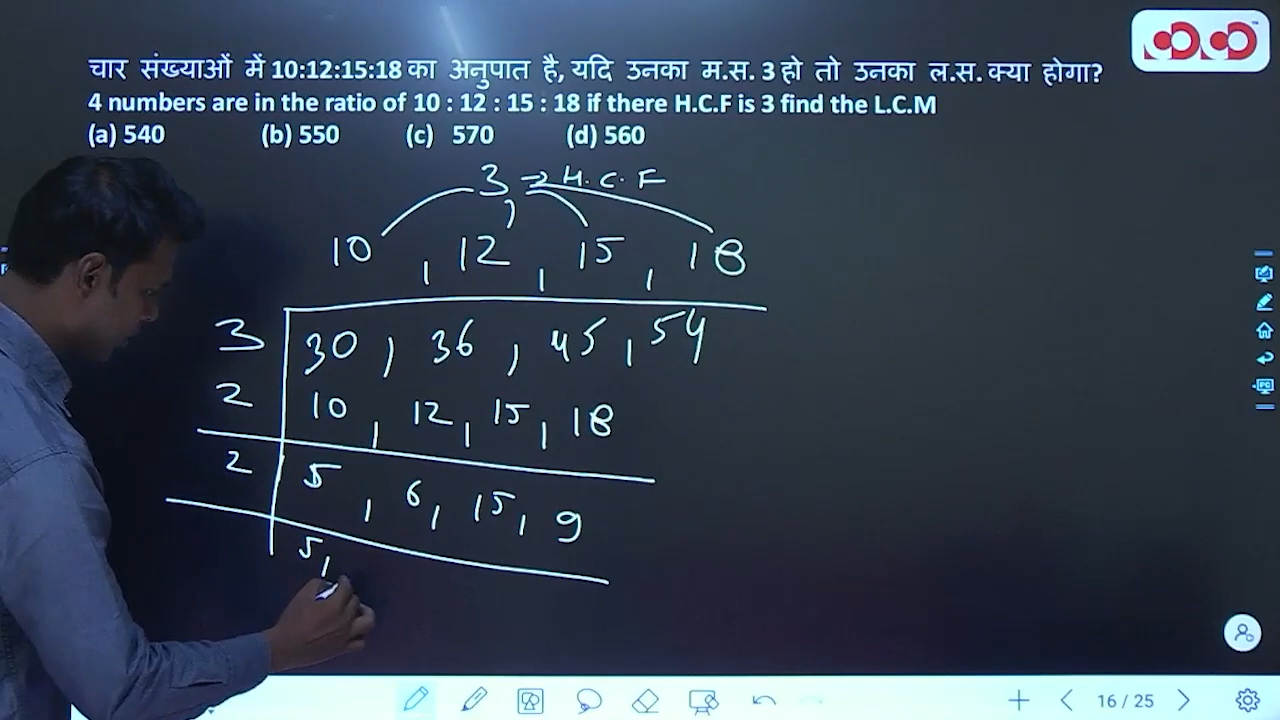 चार संख्याओं में 10:12:15:18 का अनुपात है, यदि उनका म.स. 3 हो तो उनका ल.स. क्या होगा?
4 numbers are in the ratio of 10 : 12 : 15 : 18 if there H.C.F is 3 find the L.C.M
(a) 540 (b) 550 (c) 570 (d) 560
3 → H.C.F
10 , 12 , 15 , 18
3 30 , 36 , 45 , 54
2 10 , 12 , 15 , 18
2 5 , 6 , 15 , 9
5 ,
16 / 25